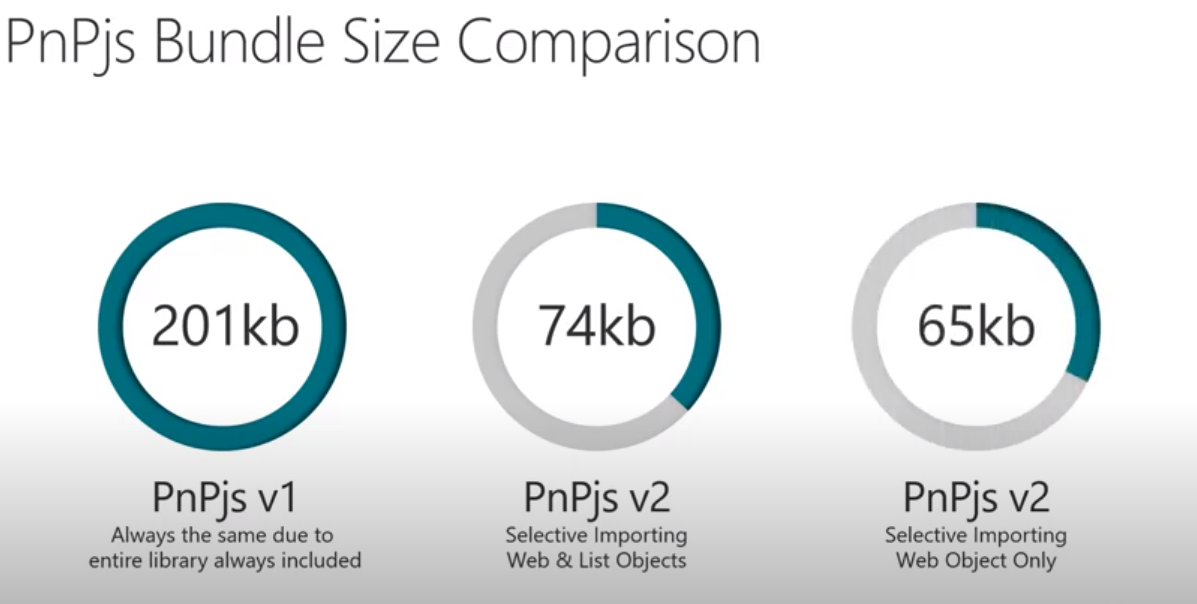 PnPjs Bundle Size Comparison
201kb
74kb
65kb
PnPjs v1
Always the same due to
entire library always included
PnPjs v2
Selective Importing
Web & List Objects
PnPjs v2
Selective Importing
Web Object Only